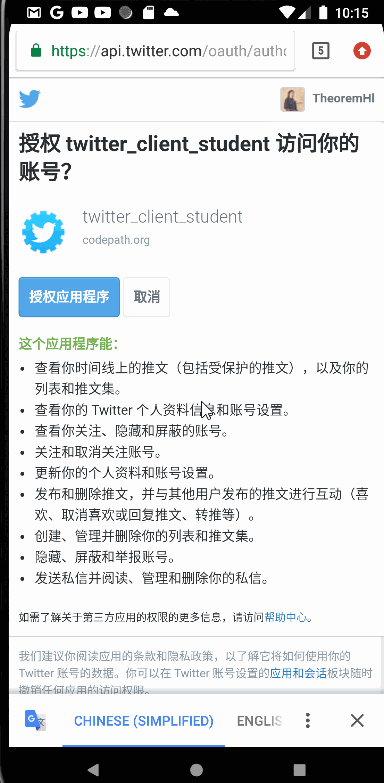 10:15
https://api.twitter.com/oauth/autho
5
TheoremHl
授权 twitter_client_student 访问你的
账号？
twitter_client_student
codepath.org
授权应用程序
取消
这个应用程序能：
• 查看你时间线上的推文（包括受保护的推文），以及你的
列表和推文集。
• 查看你的 Twitter 个人资料信息和账号设置。
• 查看你关注、隐藏和屏蔽的账号。
• 关注和取消关注账号。
• 更新你的个人资料和账号设置。
• 发布和删除推文，并与其他用户发布的推文进行互动（喜
欢、取消喜欢或回复推文、转推等）。
• 创建、管理并删除你的列表和推文集。
• 隐藏、屏蔽和举报账号。
• 发送私信并阅读、管理和删除你的私信。
如需了解关于第三方应用的权限的更多信息，请访问帮助中心。
我们建议你阅读应用的条款和隐私政策，以了解它将如何使用你的
Twitter 账号的数据。你可以在 Twitter 账号设置的应用和会话板块随时
撤销任何应用的访问权限。
CHINESE (SIMPLIFIED)
ENGLIS